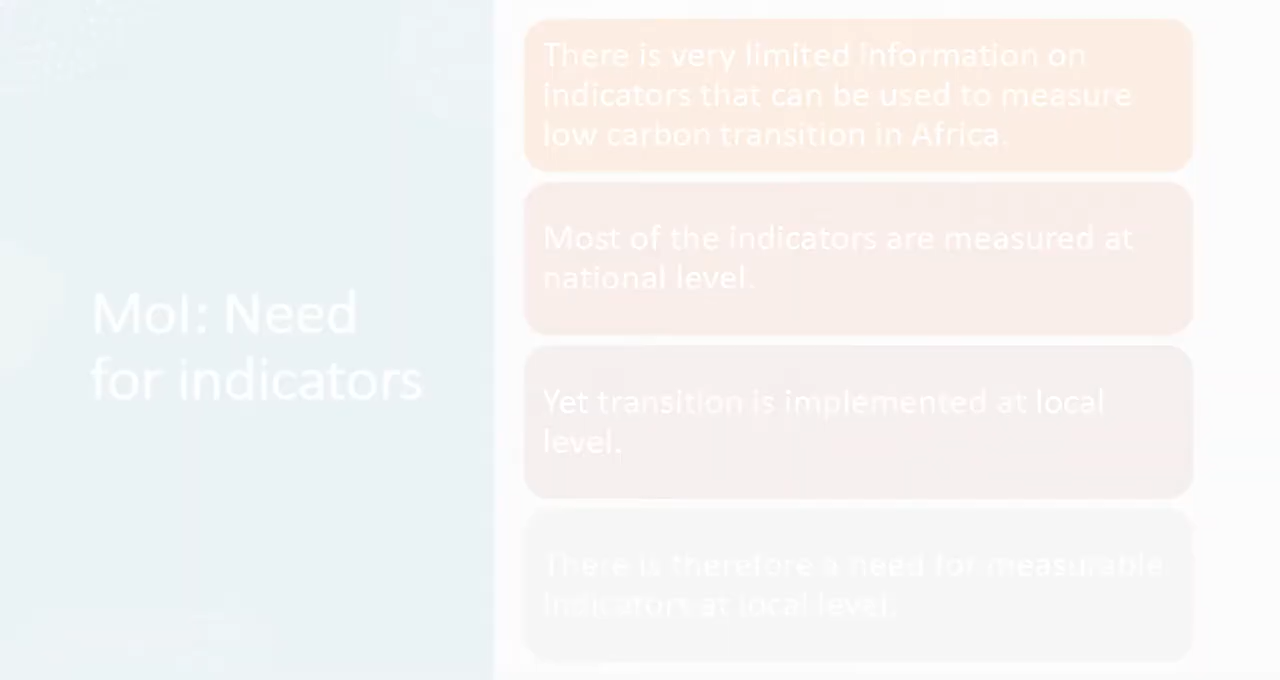 MoI: Need
for indicators
There is very limited information on
indicators that can be used to measure
low carbon transition in Africa.
Most of the indicators are measured at
national level.
Yet transition is implemented at local
level.
There is therefore a need for measurable
indicators at local level.